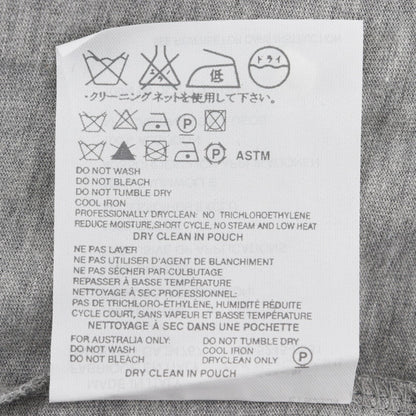 エンソ
低
ドライ
・クリーニングネットを使用して下さい。
P
P ASTM
DO NOT WASH
DO NOT BLEACH
DO NOT TUMBLE DRY
COOL IRON
PROFESSIONALLY DRYCLEAN: NO TRICHLOROETHYLENE
REDUCE MOISTURE,SHORT CYCLE, NO STEAM AND LOW HEAT
DRY CLEAN IN POUCH
NE PAS LAVER
NE PAS UTILISER D'AGENT DE BLANCHIMENT
NE PAS SÉCHER PAR CULBUTAGE
REPASSER À BASSE TEMPÉRATURE
NETTOYAGE À SEC PROFESSIONNEL:
PAS DE TRICHLORO-ETHYLENE, HUMIDITÉ RÉDUITE
CYCLE COURT, SANS VAPEUR ET BASSE TEMPÉRATURE
NETTOYAGE A SEC DANS UNE POCHETTE
FOR AUSTRALIA ONLY: DO NOT TUMBLE DRY
DO NOT WASH COOL IRON
DO NOT BLEACH DRYCLEAN ONLY P
DRY CLEAN IN POUCH